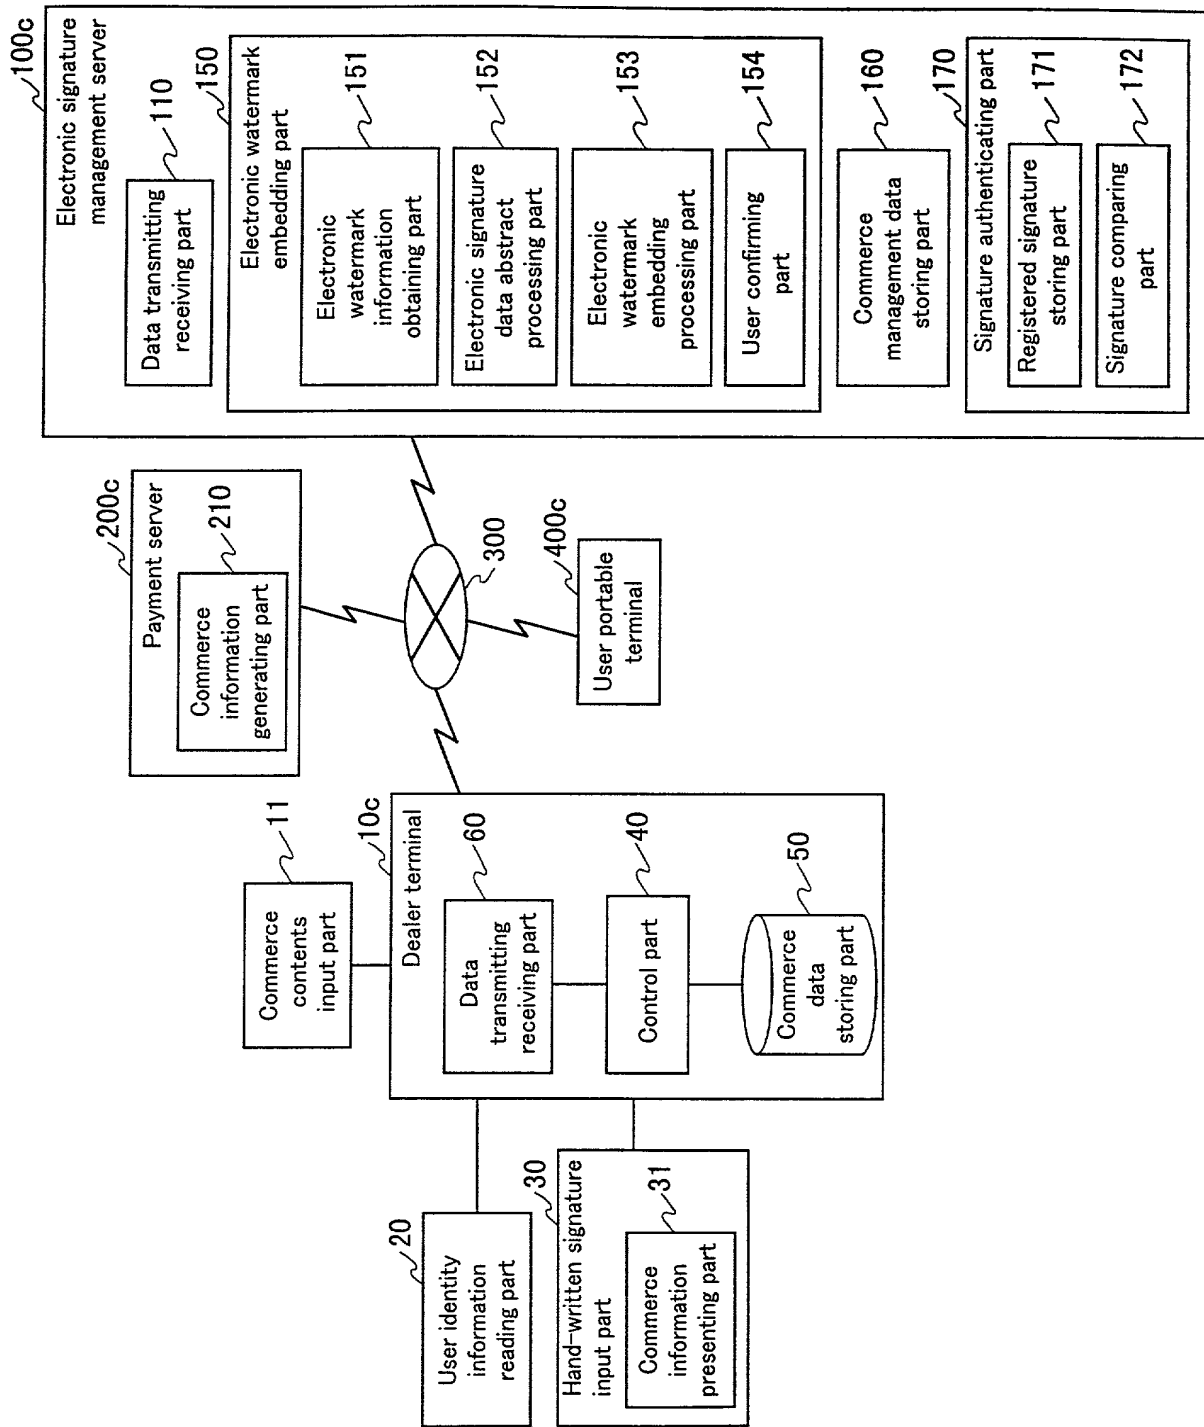 20
User identity
information
reading part
30
Hand-written signature
input part
31
Commerce
information
presenting part
11
Commerce
contents
input part
10c
Dealer terminal
60
Data
transmitting
receiving part
40
Control part
50
Commerce
data
storing part
200c
Payment server
210
Commerce
information
generating part
300
400c
User portable
terminal
100c
Electronic signature
management server
110
Data transmitting
receiving part
150
Electronic watermark
embedding part
151
Electronic
watermark
information
obtaining part
152
Electronic signature
data abstract
processing part
153
Electronic
watermark
embedding
processing part
154
User confirming
part
160
Commerce
management data
storing part
170
Signature authenticating part
171
Registered signature
storing part
172
Signature comparing
part